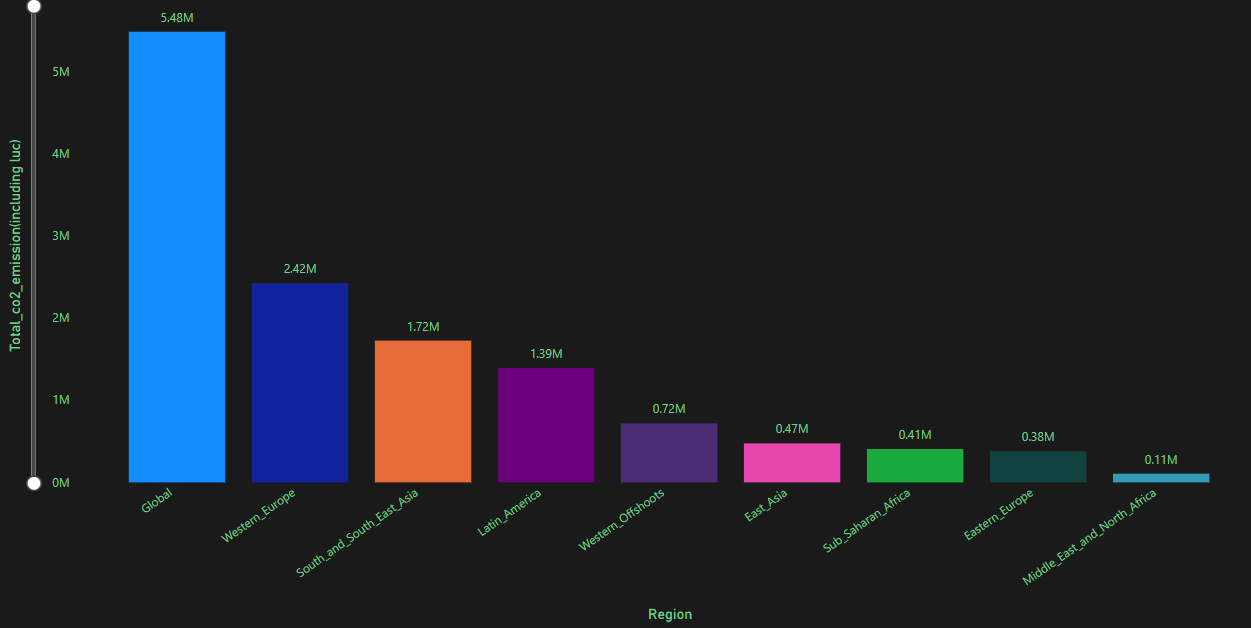 5.48M
5M
4M
3M
2M
1M
0M
Total_co2_emission(including luc)
2.42M
1.72M
1.39M
0.72M
0.47M
0.41M
0.38M
0.11M
Global
Western_Europe
South_and_South_East_Asia
Latin_America
Western_Offshoots
East_Asia
Sub_Saharan_Africa
Eastern_Europe
Middle_East_and_North_Africa
Region